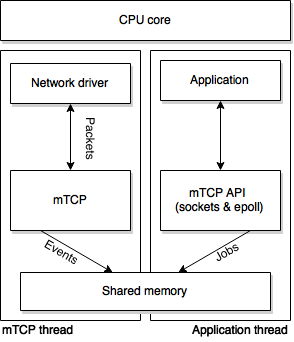 CPU core
Network driver
Application
Packets
mTCP
mTCP API
(sockets & epoll)
Events
Jobs
Shared memory
mTCP thread
Application thread